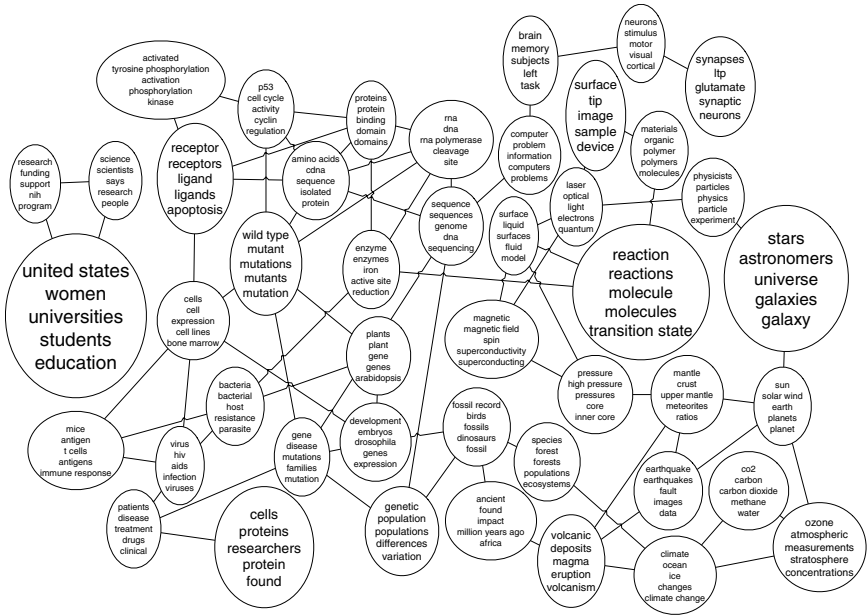 activated
tyrosine phosphorylation
activation
phosphorylation
kinase
p53
cell cycle
activity
cyclin
regulation
proteins
protein
binding
domain
domains
rna
dna
rna polymerase
cleavage
site
brain
memory
subjects
left
task
neurons
stimulus
motor
visual
cortical
synapses
ltp
glutamate
synaptic
neurons
surface
tip
image
sample
device
research
funding
support
nih
program
science
scientists
says
research
people
receptor
receptors
ligand
ligands
apoptosis
amino acids
cdna
sequence
isolated
protein
computer
problem
information
computers
problems
materials
organic
polymer
polymers
molecules
laser
optical
light
electrons
quantum
physicists
particles
physics
particle
experiment
sequence
sequences
genome
dna
sequencing
surface
liquid
surfaces
fluid
model
wild type
mutant
mutations
mutants
mutation
enzyme
enzymes
iron
active site
reduction
reaction
reactions
molecule
molecules
transition state
stars
astronomers
universe
galaxies
galaxy
united states
women
universities
students
education
cells
cell
expression
cell lines
bone marrow
plants
plant
gene
genes
arabidopsis
magnetic
magnetic field
spin
superconductivity
superconducting
pressure
high pressure
pressures
core
inner core
mantle
crust
upper mantle
meteorites
ratios
sun
solar wind
earth
planets
planet
bacteria
bacterial
host
resistance
parasite
mice
antigen
t cells
antigens
immune response
virus
hiv
aids
infection
viruses
gene
disease
mutations
families
mutation
development
embryos
drosophila
genes
expression
fossil record
birds
fossils
dinosaurs
fossil
species
forest
forests
populations
ecosystems
earthquake
earthquakes
fault
images
data
co2
carbon
carbon dioxide
methane
water
patients
disease
treatment
drugs
clinical
cells
proteins
researchers
protein
found
genetic
population
populations
differences
variation
ancient
found
impact
million years ago
africa
volcanic
deposits
magma
eruption
volcanism
climate
ocean
ice
changes
climate change
ozone
atmospheric
measurements
stratosphere
concentrations